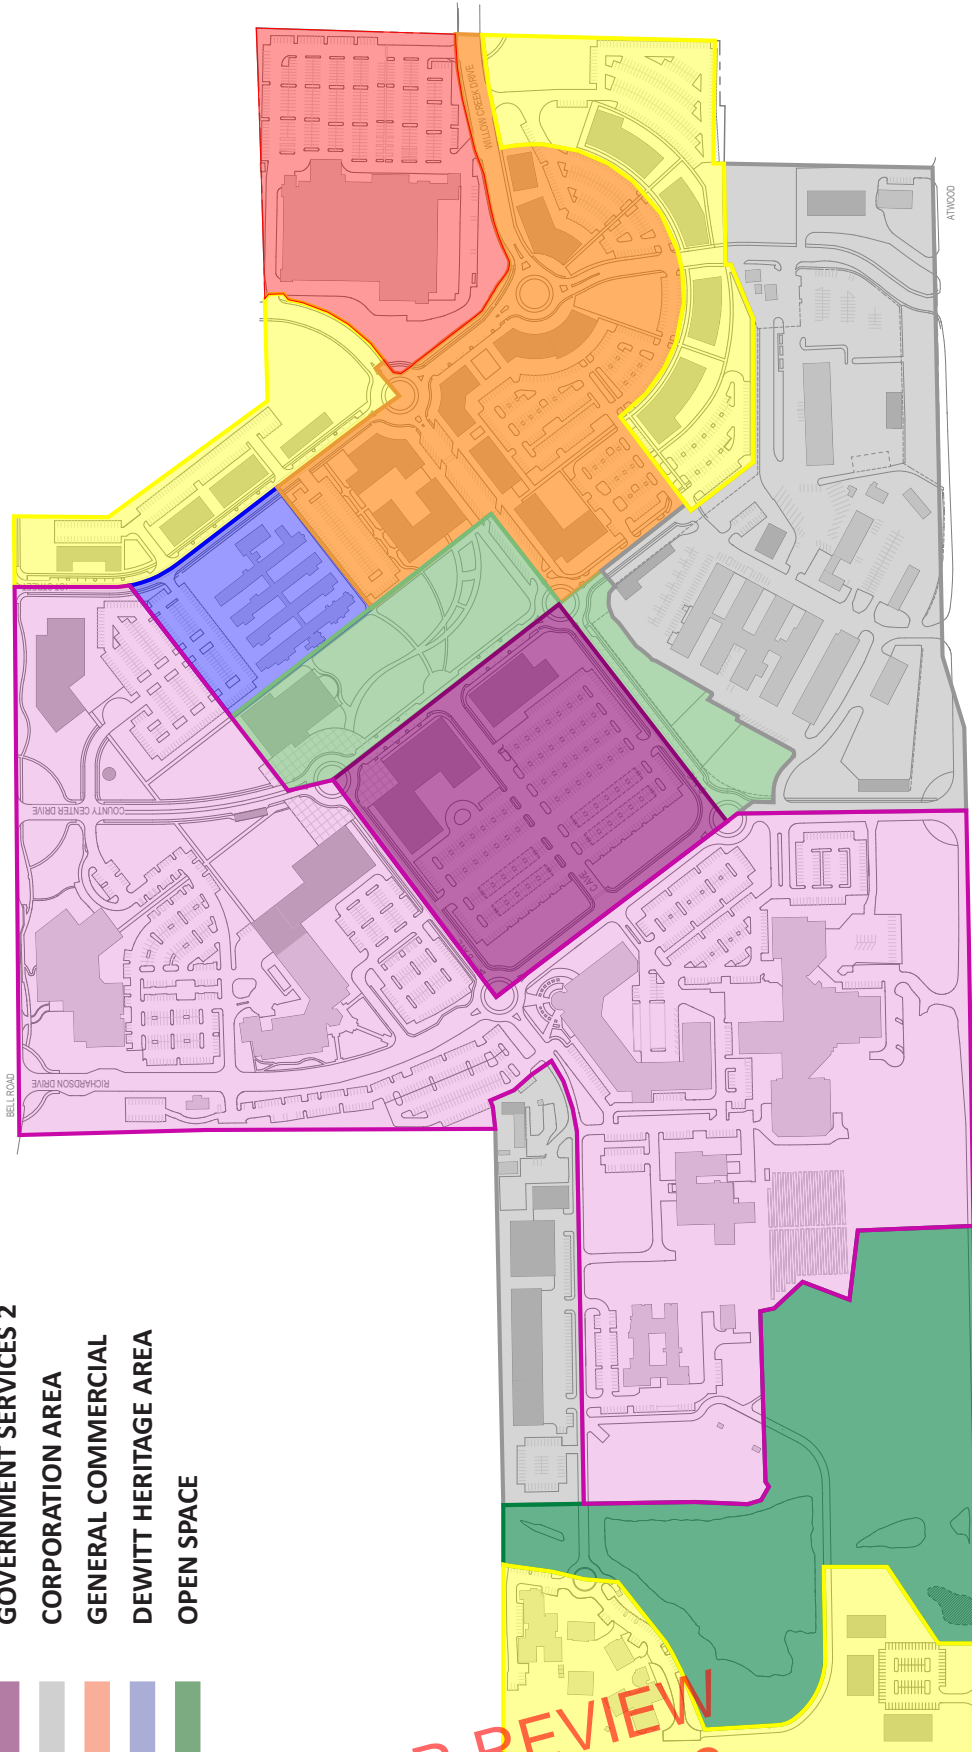 GOVERNMENT SERVICES 2
CORPORATION AREA
GENERAL COMMERCIAL
DEWITT HERITAGE AREA
OPEN SPACE
BELL ROAD
RICHARDSON DRIVE
COUNTY CENTER DRIVE
WILLOW CREEK DRIVE
ATWOOD
REVIEW